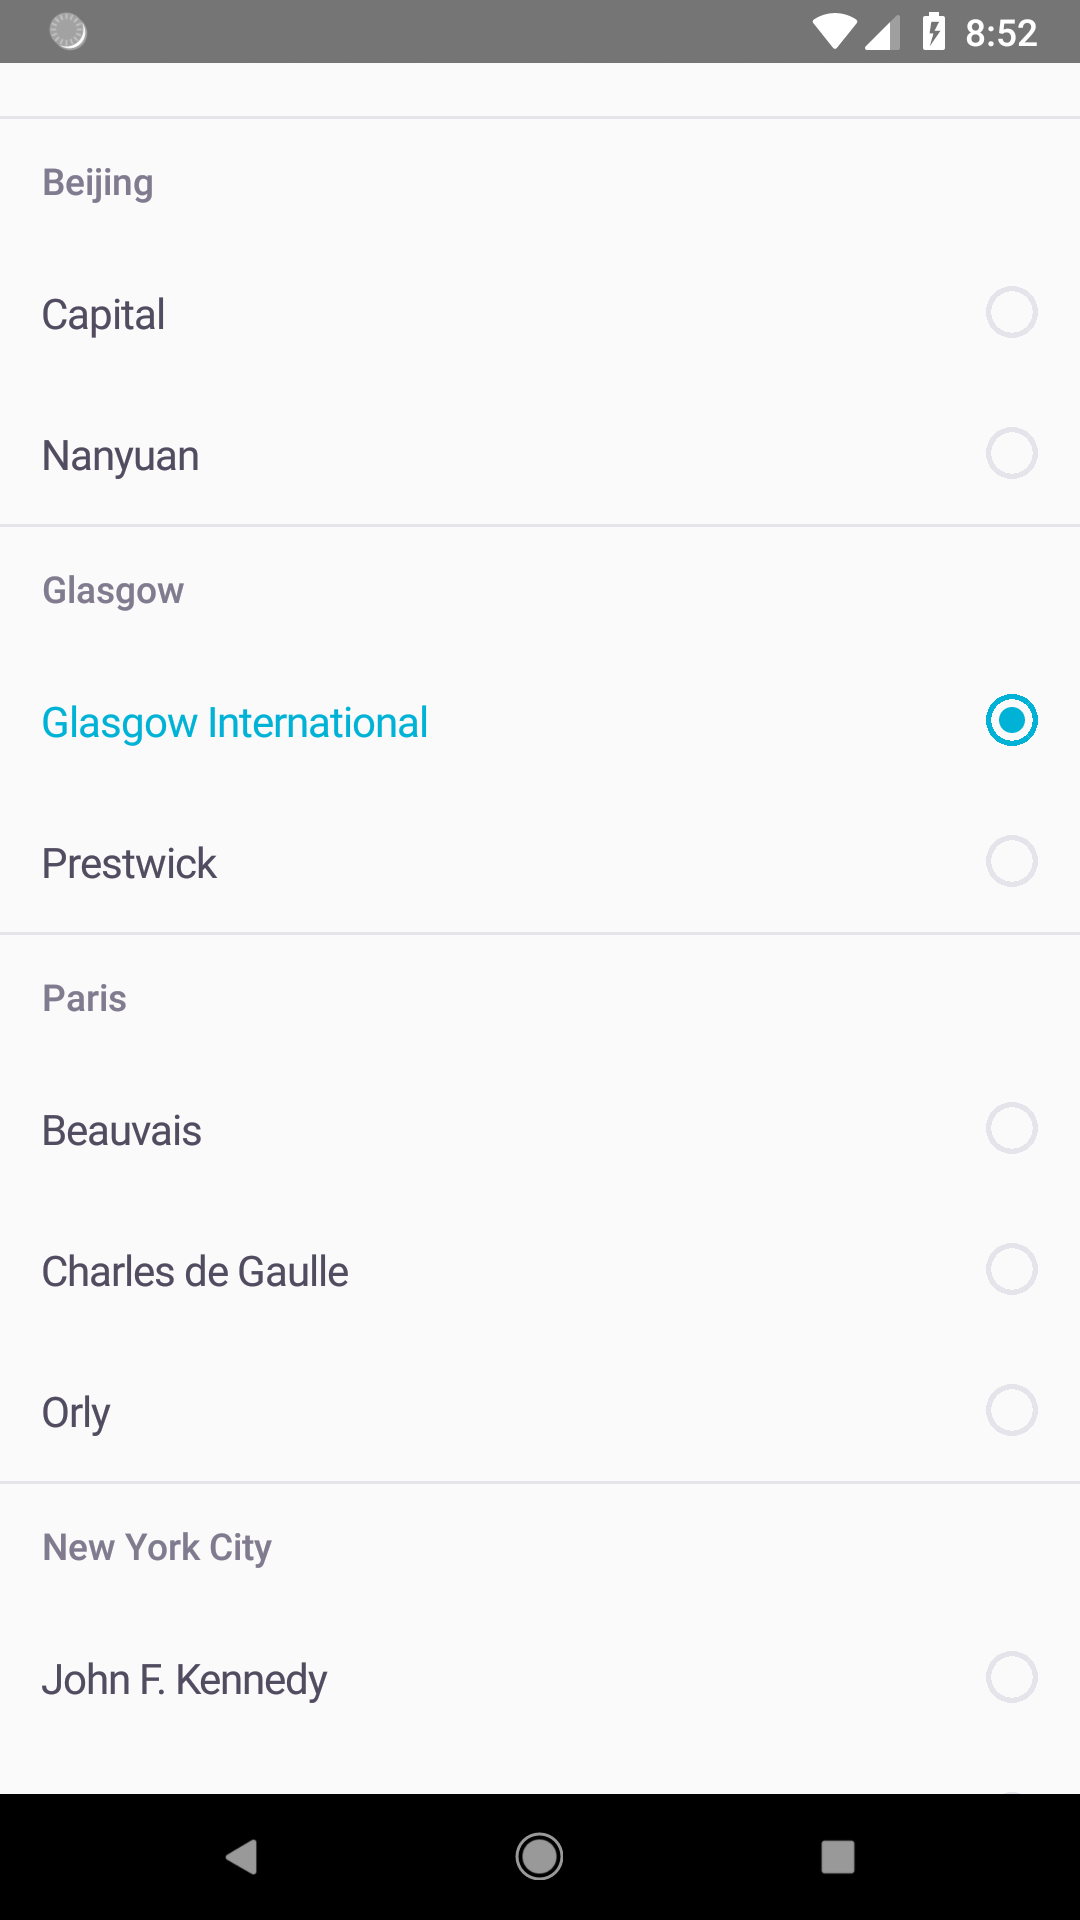 8:52
Beijing
Capital
Nanyuan
Glasgow
Glasgow International
Prestwick
Paris
Beauvais
Charles de Gaulle
Orly
New York City
John F. Kennedy